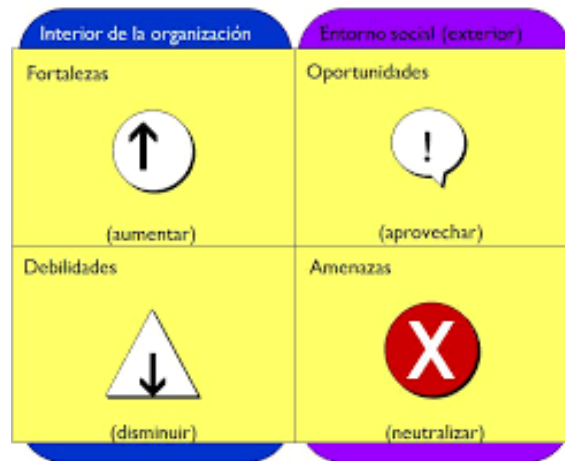 Interior de la organización
Entorno social (exterior)
Fortalezas
Oportunidades
!
(aumentar)
(aprovechar)
Debilidades
Amenazas
X
(disminuir)
(neutralizar)